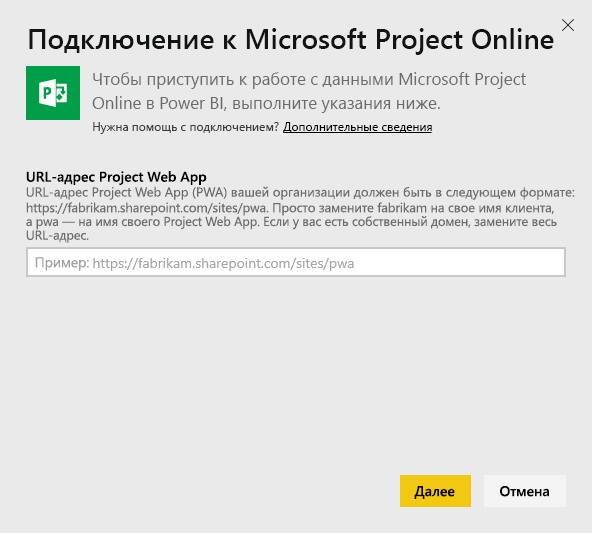 Подключение к Microsoft Project Online
Чтобы приступить к работе с данными Microsoft Project
Online в Power BI, выполните указания ниже.
Нужна помощь с подключением? Дополнительные сведения
URL-адрес Project Web App
URL-адрес Project Web App (PWA) вашей организации должен быть в следующем формате:
https://fabrikam.sharepoint.com/sites/pwa. Просто замените fabrikam на свое имя клиента,
а pwa — на имя своего Project Web App. Если у вас есть собственный домен, замените весь
URL-адрес.
Пример: https://fabrikam.sharepoint.com/sites/pwa
Далее
Отмена